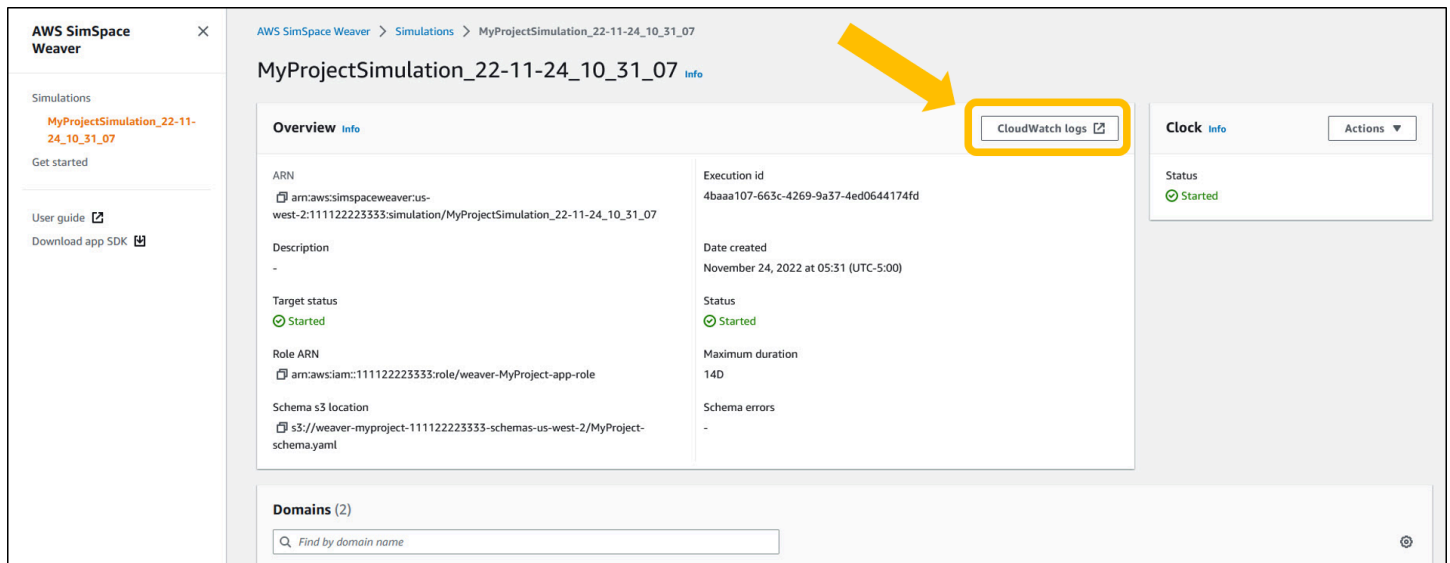 AWS SimSpace
Weaver
Simulations
MyProjectSimulation_22-11-
24_10_31_07
Get started
User guide
Download app SDK
AWS SimSpace Weaver > Simulations > MyProjectSimulation_22-11-24_10_31_07
MyProjectSimulation_22-11-24_10_31_07 Info
Overview Info
CloudWatch logs
ARN
arn:aws:simspaceweaver:us-
west-2:111122223333:simulation/MyProjectSimulation_22-11-24_10_31_07
Description
-
Target status
Started
Role ARN
arn:aws:iam::111122223333:role/weaver-MyProject-app-role
Schema s3 location
s3://weaver-myproject-111122223333-schemas-us-west-2/MyProject-
schema.yaml
Execution id
4baaa107-663c-4269-9a37-4ed0644174fd
Date created
November 24, 2022 at 05:31 (UTC-5:00)
Status
Started
Maximum duration
14D
Schema errors
-
Clock Info
Actions
Status
Started
Domains (2)
Find by domain name